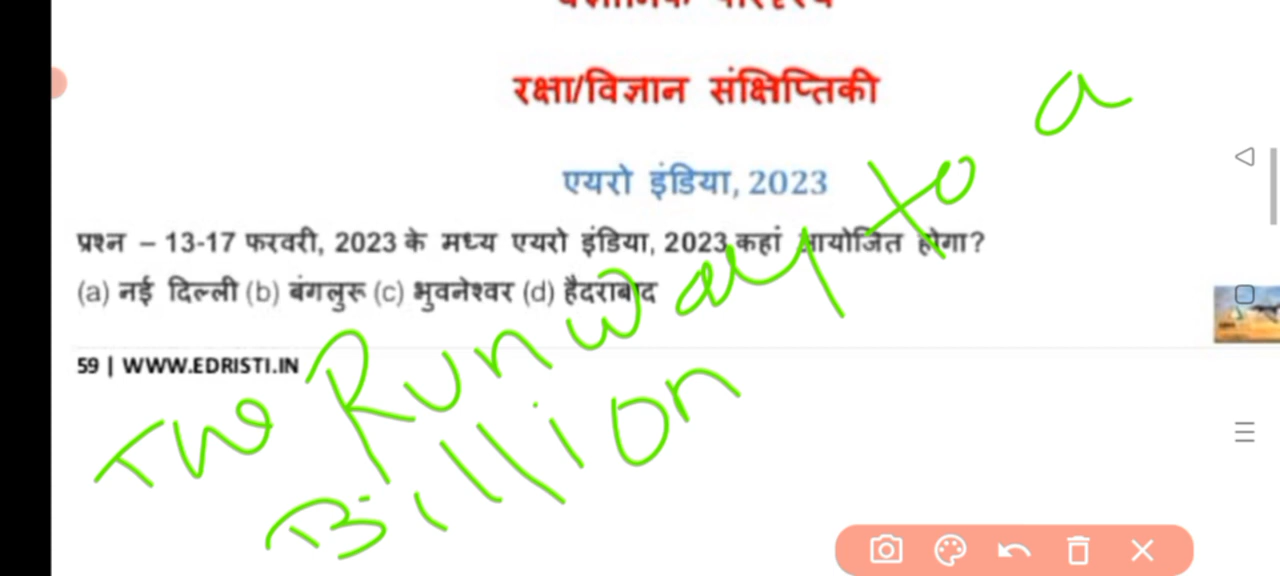 रक्षा/विज्ञान संक्षिप्तिकी
एयरो इंडिया, 2023
प्रश्न – 13-17 फरवरी, 2023 के मध्य एयरो इंडिया, 2023 कहां आयोजित होगा?
(a) नई दिल्ली (b) बंगलुरू (c) भुवनेश्वर (d) हैदराबाद
59 | WWW.EDRISTI.IN
The Runway to a
Billion